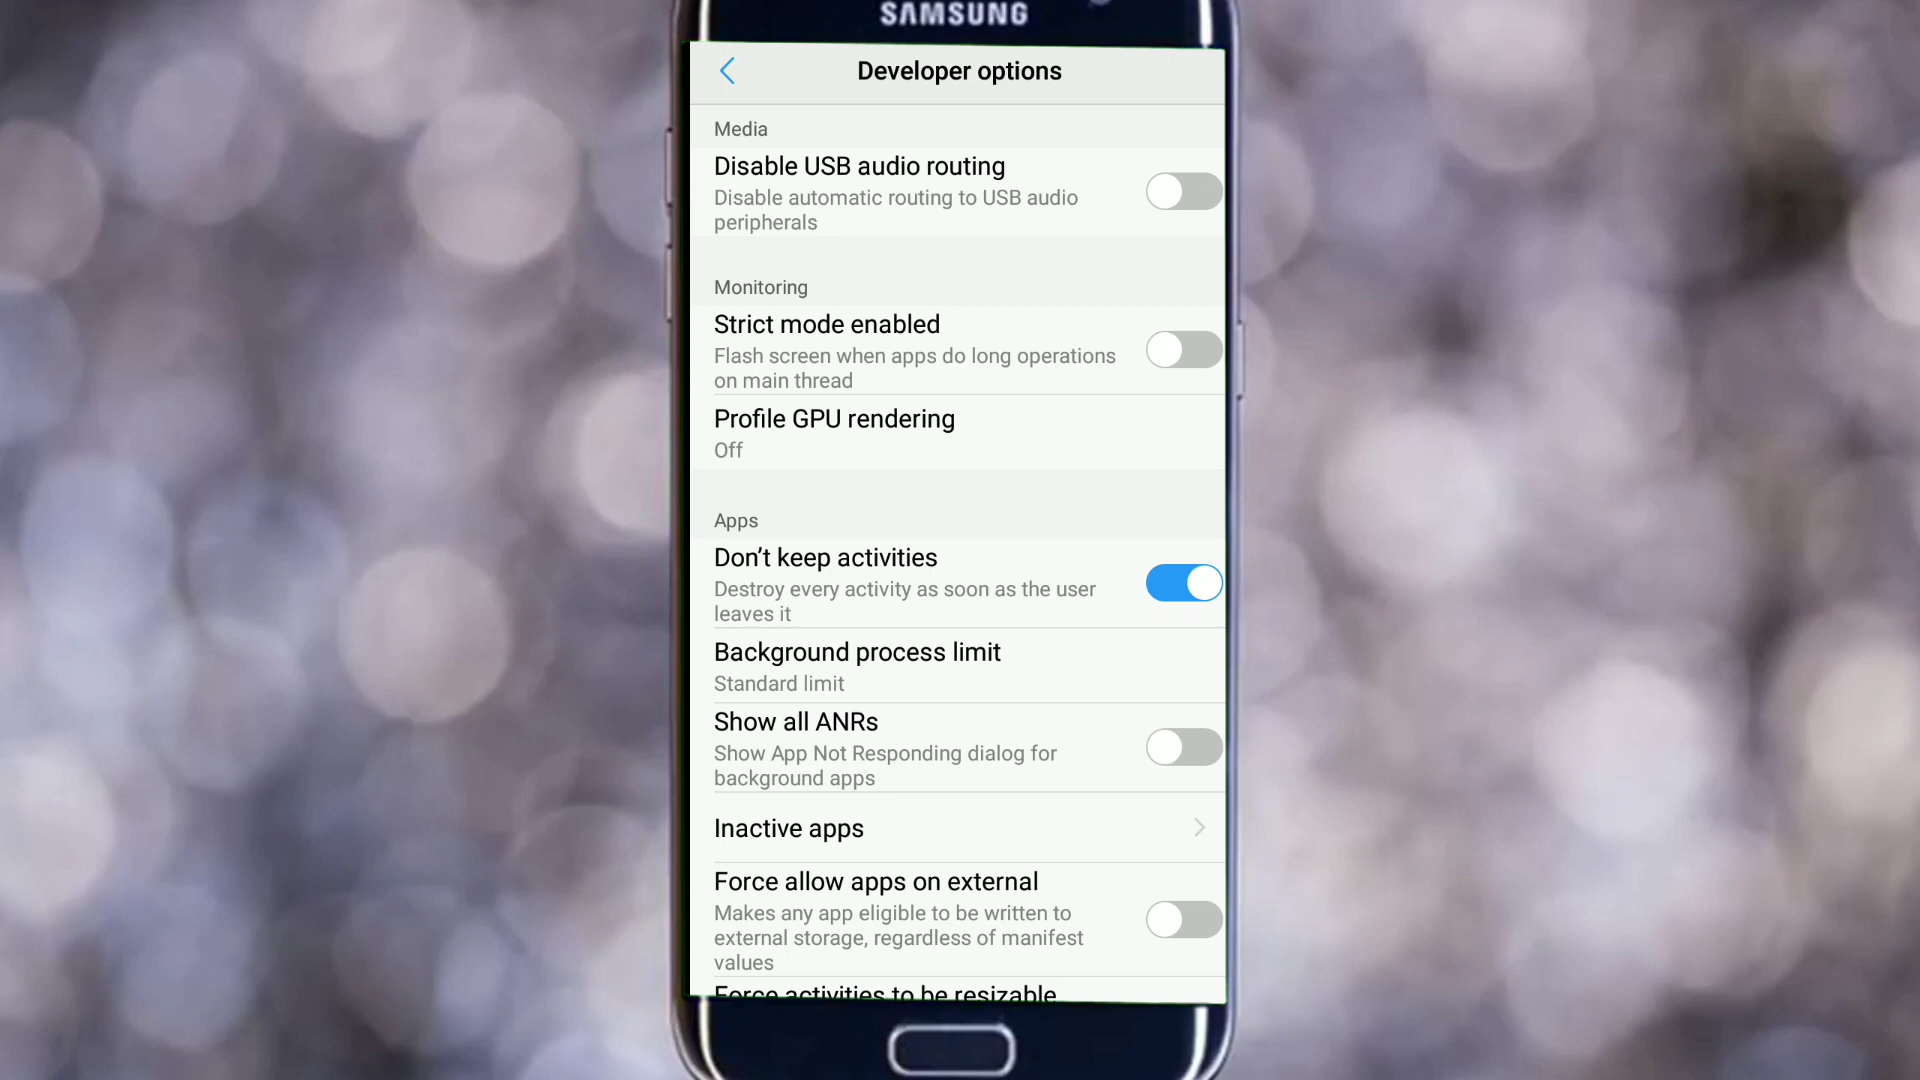 SAMSUNG
Developer options
Media
Disable USB audio routing
Disable automatic routing to USB audio
peripherals
Monitoring
Strict mode enabled
Flash screen when apps do long operations
on main thread
Profile GPU rendering
Off
Apps
Don’t keep activities
Destroy every activity as soon as the user
leaves it
Background process limit
Standard limit
Show all ANRs
Show App Not Responding dialog for
background apps
Inactive apps
Force allow apps on external
Makes any app eligible to be written to
external storage, regardless of manifest
values
Force activities to be resizable